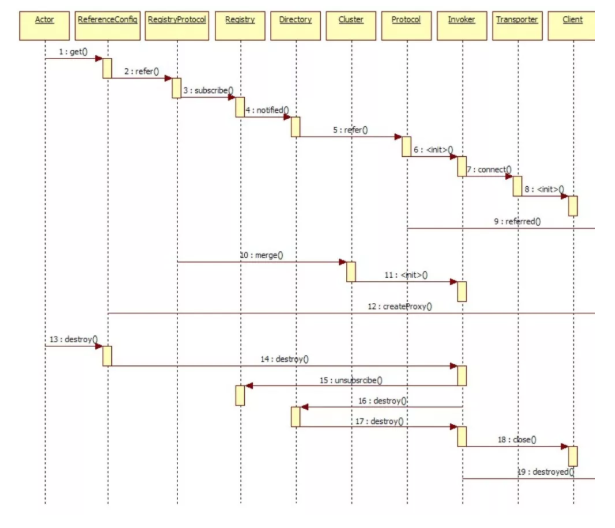 Actor ReferenceConfig RegistryProtocol Registry Directory Cluster Protocol Invoker Transporter Client
1 : get()
2 : refer()
3 : subscribe()
4 : notified()
5 : refer()
6 : <init>()
7 : connect()
8 : <init>()
9 : referred()
10 : merge()
11 : <init>()
12 : createProxy()
13 : destroy()
14 : destroy()
15 : unsubsrcibe()
16 : destroy()
17 : destroy()
18 : close()
19 : destroyed()